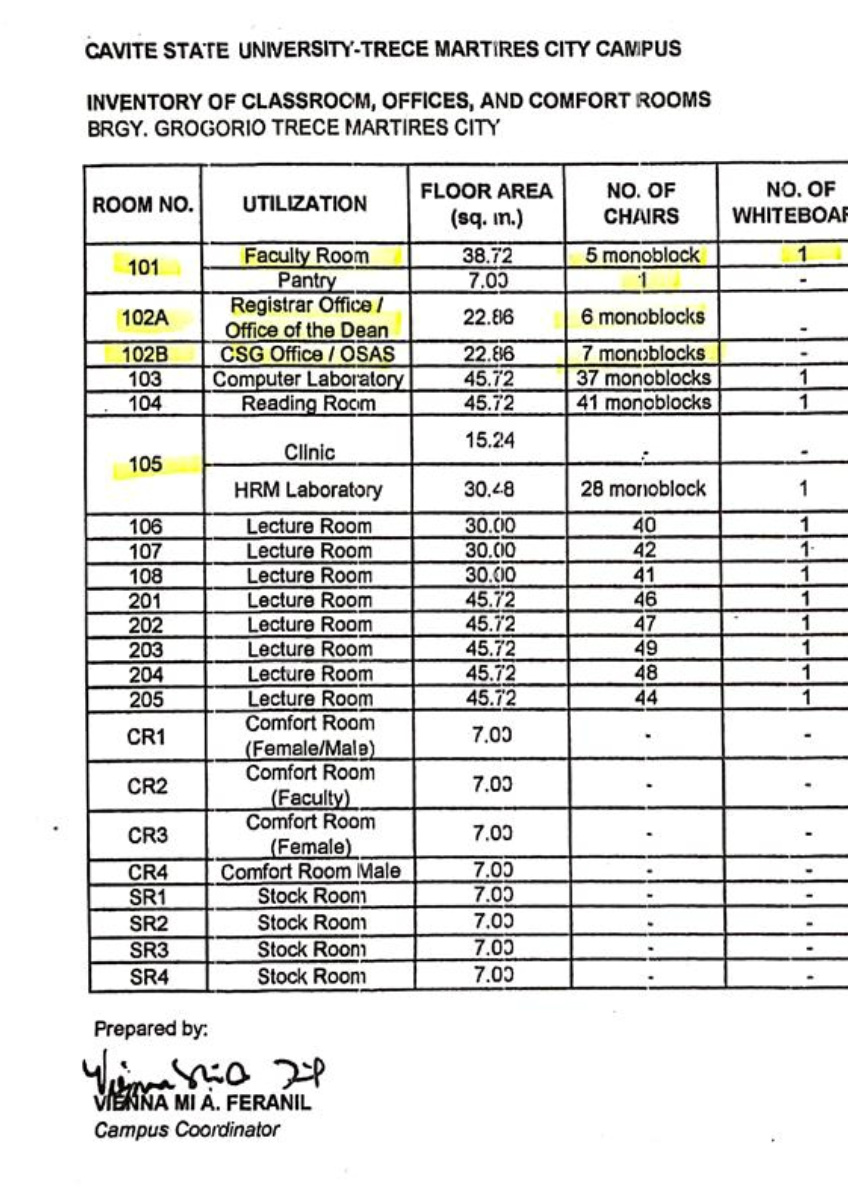 CAVITE STATE UNIVERSITY-TRECE MARTIRES CITY CAMPUS
INVENTORY OF CLASSROOM, OFFICES, AND COMFORT ROOMS
BRGY. GROGORIO TRECE MARTIRES CITY
ROOM NO. UTILIZATION FLOOR AREA (sq. m.) NO. OF CHAIRS NO. OF WHITEBOAR
101 Faculty Room 38.72 5 monoblock 1
Pantry 7.00 1 -
102A Registrar Office / Office of the Dean 22.86 6 monoblocks -
102B CSG Office / OSAS 22.86 7 monoblocks -
103 Computer Laboratory 45.72 37 monoblocks 1
104 Reading Room 45.72 41 monoblocks 1
105 Clinic 15.24 - -
HRM Laboratory 30.48 28 monoblock 1
106 Lecture Room 30.00 40 1
107 Lecture Room 30.00 42 1
108 Lecture Room 30.00 41 1
201 Lecture Room 45.72 46 1
202 Lecture Room 45.72 47 1
203 Lecture Room 45.72 49 1
204 Lecture Room 45.72 48 1
205 Lecture Room 45.72 44 1
CR1 Comfort Room (Female/Male) 7.00 - -
CR2 Comfort Room (Faculty) 7.00 - -
CR3 Comfort Room (Female) 7.00 - -
CR4 Comfort Room Male 7.00 - -
SR1 Stock Room 7.00 - -
SR2 Stock Room 7.00 - -
SR3 Stock Room 7.00 - -
SR4 Stock Room 7.00 - -
Prepared by:
VIENNA MI A. FERANIL
Campus Coordinator